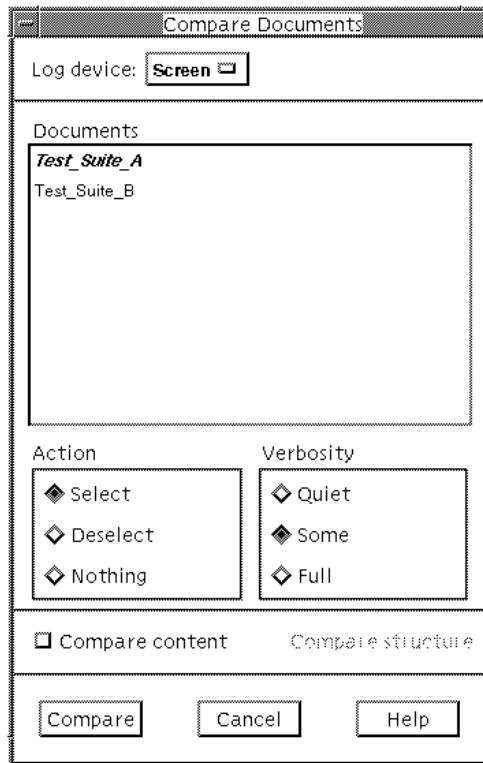 Compare Documents
Log device: Screen
Documents
Test_Suite_A
Test_Suite_B
Action Verbosity
Select Quiet
Deselect Some
Nothing Full
Compare content Compare structure
Compare Cancel Help